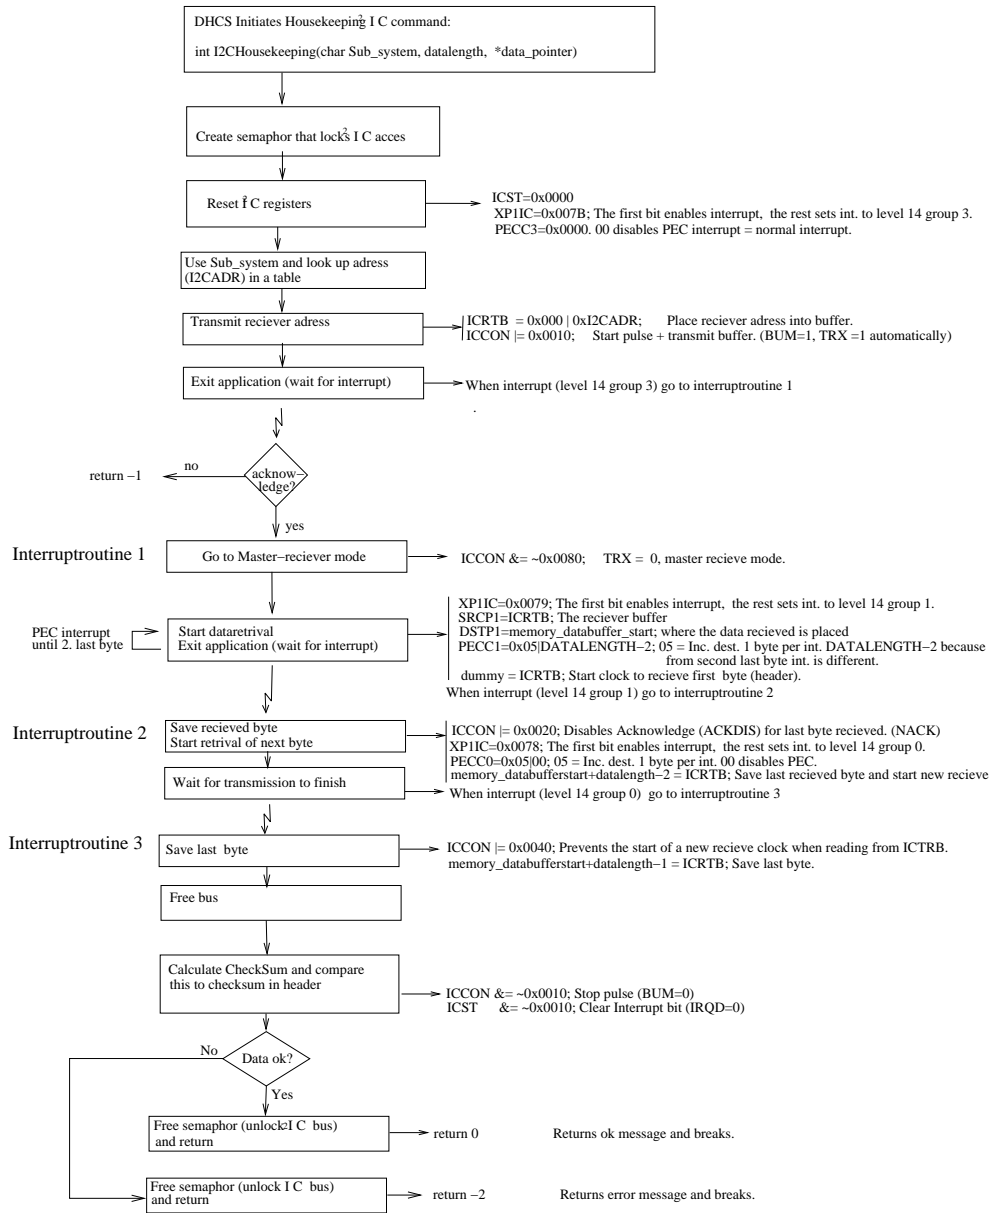 DHCS Initiates Housekeeping I²C command:
int I2CHousekeeping(char Sub_system, datalength, *data_pointer)
Create semaphor that locks I²C acces
Reset I²C registers
ICST=0x0000
XP1IC=0x007B; The first bit enables interrupt, the rest sets int. to level 14 group 3.
PECC3=0x0000. 00 disables PEC interrupt = normal interrupt.
Use Sub_system and look up adress
(I2CADR) in a table
Transmit reciever adress
ICRTB = 0x000 | 0xI2CADR; Place reciever adress into buffer.
ICCON |= 0x0010; Start pulse + transmit buffer. (BUM=1, TRX =1 automatically)
Exit application (wait for interrupt)
When interrupt (level 14 group 3) go to interruptroutine 1
.
return −1
no
acknow−
ledge?
yes
Interruptroutine 1
Go to Master−reciever mode
ICCON &= ~0x0080; TRX = 0, master recieve mode.
PEC interrupt
until 2. last byte
Start dataretrival
Exit application (wait for interrupt)
XP1IC=0x0079; The first bit enables interrupt, the rest sets int. to level 14 group 1.
SRCP1=ICRTB; The reciever buffer
DSTP1=memory_databuffer_start; where the data recieved is placed
PECC1=0x05|DATALENGTH−2; 05 = Inc. dest. 1 byte per int. DATALENGTH−2 because
from second last byte int. is different.
dummy = ICRTB; Start clock to recieve first byte (header).
When interrupt (level 14 group 1) go to interruptroutine 2
Interruptroutine 2
Save recieved byte
Start retrival of next byte
ICCON |= 0x0020; Disables Acknowledge (ACKDIS) for last byte recieved. (NACK)
XP1IC=0x0078; The first bit enables interrupt, the rest sets int. to level 14 group 0.
PECC0=0x05|00; 05 = Inc. dest. 1 byte per int. 00 disables PEC.
memory_databufferstart+datalength−2 = ICRTB; Save last recieved byte and start new recieve
Wait for transmission to finish
When interrupt (level 14 group 0) go to interruptroutine 3
Interruptroutine 3
Save last byte
ICCON |= 0x0040; Prevents the start of a new recieve clock when reading from ICTRB.
memory_databufferstart+datalength−1 = ICRTB; Save last byte.
Free bus
Calculate CheckSum and compare
this to checksum in header
ICCON &= ~0x0010; Stop pulse (BUM=0)
ICST &= ~0x0010; Clear Interrupt bit (IRQD=0)
No
Data ok?
Yes
Free semaphor (unlock I²C bus)
and return
return 0
Returns ok message and breaks.
Free semaphor (unlock I C bus)
and return
return −2
Returns error message and breaks.